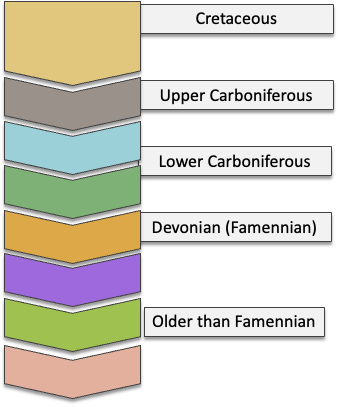 Cretaceous
Upper Carboniferous
Lower Carboniferous
Devonian (Famennian)
Older than Famennian